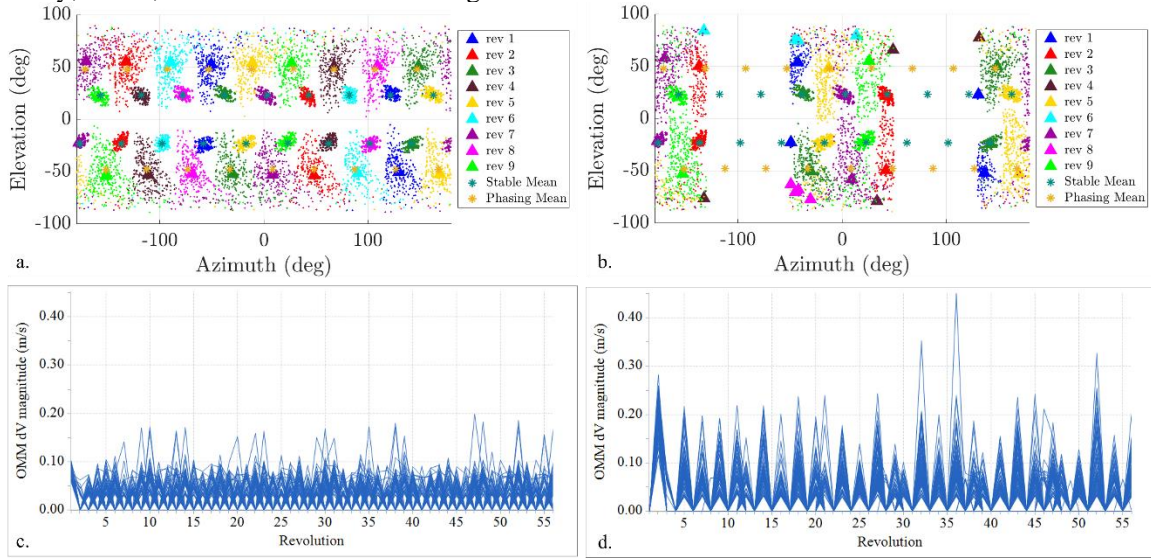 Elevation (deg)
100
50
0
-50
-100
-100
0
100
Azimuth (deg)
a.
rev 1
rev 2
rev 3
rev 4
rev 5
rev 6
rev 7
rev 8
rev 9
Stable Mean
Phasing Mean
Elevation (deg)
100
50
0
-50
-100
-100
0
100
Azimuth (deg)
b.
rev 1
rev 2
rev 3
rev 4
rev 5
rev 6
rev 7
rev 8
rev 9
Stable Mean
Phasing Mean
OMM dV magnitude (m/s)
0.40
0.30
0.20
0.10
0.00
5 10 15 20 25 30 35 40 45 50 55
Revolution
c.
OMM dV magnitude (m/s)
0.40
0.30
0.20
0.10
0.00
5 10 15 20 25 30 35 40 45 50 55
Revolution
d.